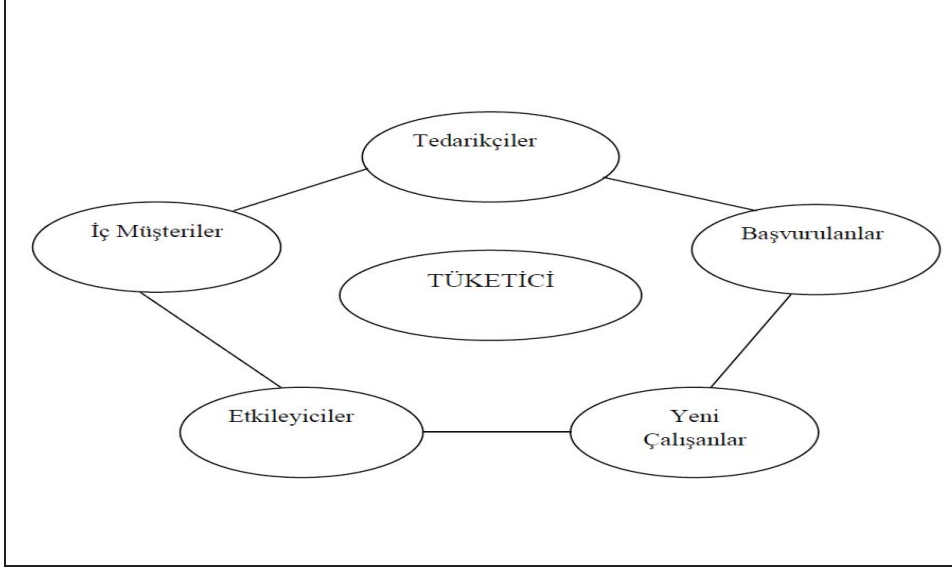 Tedarikçiler
İç Müşteriler
Başvurulanlar
TÜKETİCİ
Etkileyiciler
Yeni
Çalışanlar